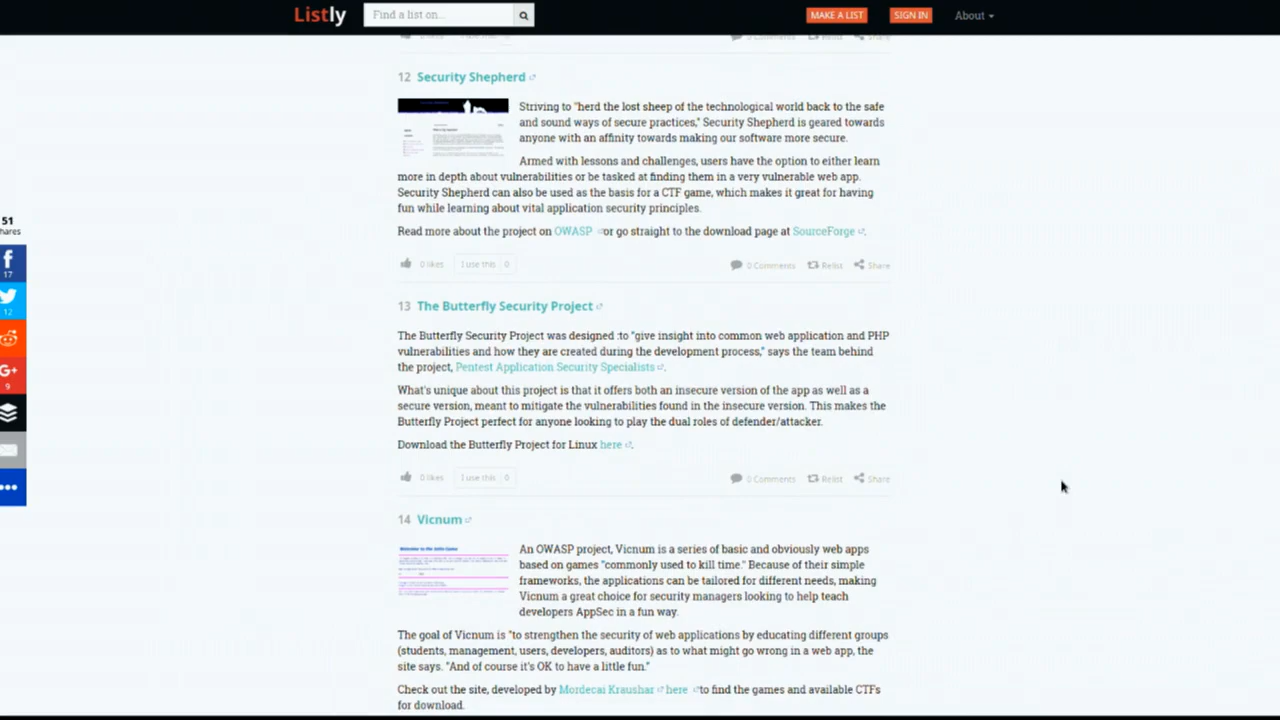 Listly
Find a list on...
MAKE A LIST
SIGN IN
About
0 Comments
Relist
Share
12 Security Shepherd
Striving to "herd the lost sheep of the technological world back to the safe
and sound ways of secure practices," Security Shepherd is geared towards
anyone with an affinity towards making our software more secure.
Armed with lessons and challenges, users have the option to either learn
more in depth about vulnerabilities or be tasked at finding them in a very vulnerable web app.
Security Shepherd can also be used as the basis for a CTF game, which makes it great for having
fun while learning about vital application security principles.
Read more about the project on OWASP or go straight to the download page at SourceForge.
0 likes
I use this 0
0 Comments
Relist
Share
51
hares
17
12
G+
9
13 The Butterfly Security Project
The Butterfly Security Project was designed :to "give insight into common web application and PHP
vulnerabilities and how they are created during the development process," says the team behind
the project, Pentest Application Security Specialists.
What's unique about this project is that it offers both an insecure version of the app as well as a
secure version, meant to mitigate the vulnerabilities found in the insecure version. This makes the
Butterfly Project perfect for anyone looking to play the dual roles of defender/attacker.
Download the Butterfly Project for Linux here.
0 likes
I use this 0
0 Comments
Relist
Share
14 Vicnum
An OWASP project, Vicnum is a series of basic and obviously web apps
based on games "commonly used to kill time." Because of their simple
frameworks, the applications can be tailored for different needs, making
Vicnum a great choice for security managers looking to help teach
developers AppSec in a fun way.
The goal of Vicnum is "to strengthen the security of web applications by educating different groups
(students, management, users, developers, auditors) as to what might go wrong in a web app, the
site says. "And of course it's OK to have a little fun."
Check out the site, developed by Mordecai Kraushar here to find the games and available CTFs
for download.